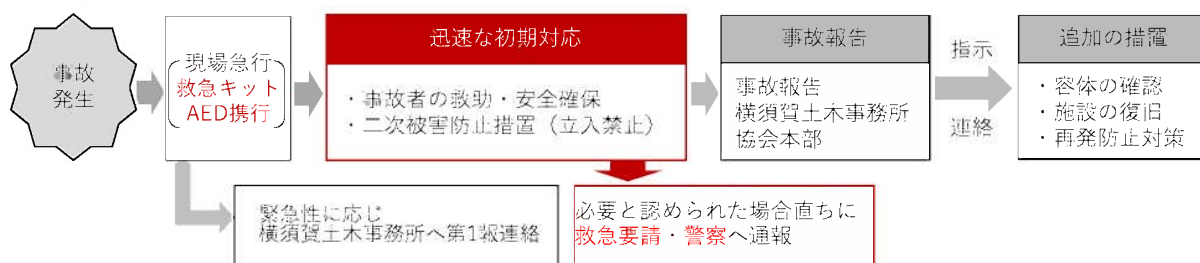 事故
発生
現場急行
救急キット
AED携行
迅速な初期対応
・事故者の救助・安全確保
・二次被害防止措置（立入禁止）
事故報告
事故報告
横須賀土木事務所
協会本部
指示
連絡
追加の措置
・容体の確認
・施設の復旧
・再発防止対策
緊急性に応じ
横須賀土木事務所へ第1報連絡
必要と認められた場合直ちに
救急要請・警察へ通報